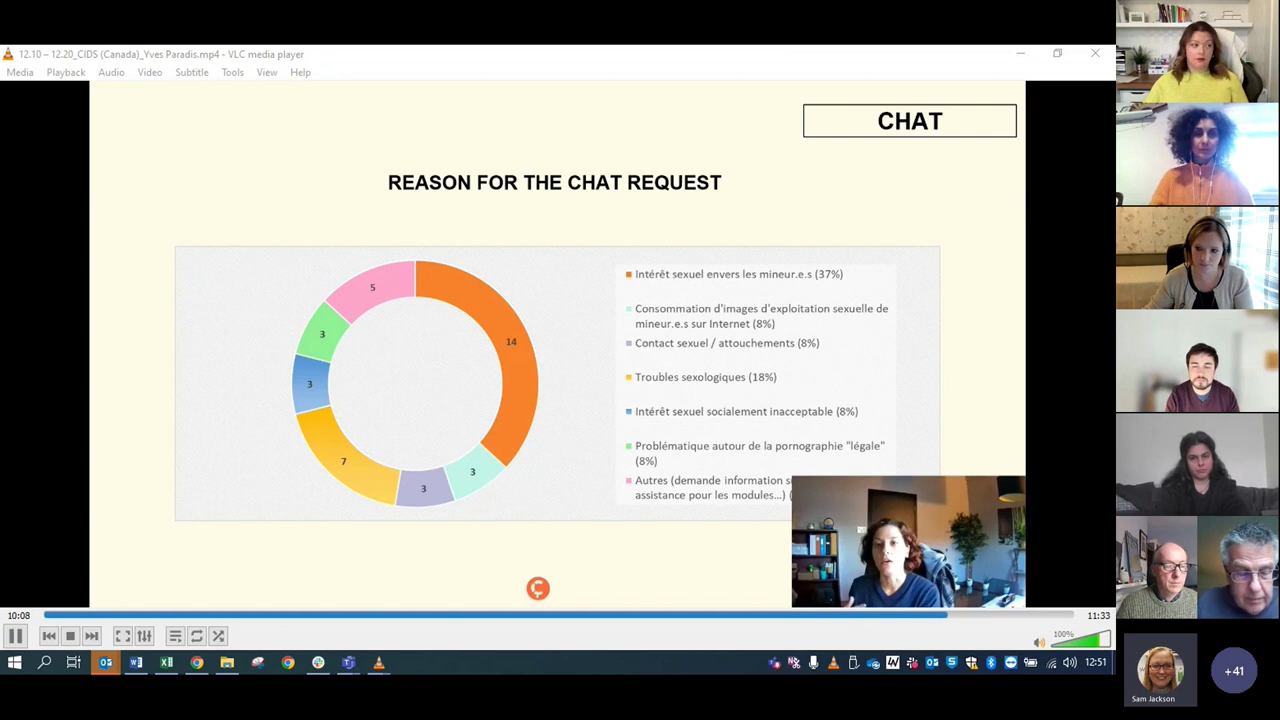 12.10 – 12.20_CIDS (Canada)_Yves Paradis.mp4 - VLC media player
Media Playback Audio Video Subtitle Tools View Help
CHAT
REASON FOR THE CHAT REQUEST
14
3
3
7
3
3
5
Intérêt sexuel envers les mineur.e.s (37%)
Consommation d'images d'exploitation sexuelle de
mineur.e.s sur Internet (8%)
Contact sexuel / attouchements (8%)
Troubles sexologiques (18%)
Intérêt sexuel socialement inacceptable (8%)
Problématique autour de la pornographie "légale"
(8%)
Autres (demande information
assistance pour les modules...) (
10:08
11:33
100%
12:51
Sam Jackson
+41